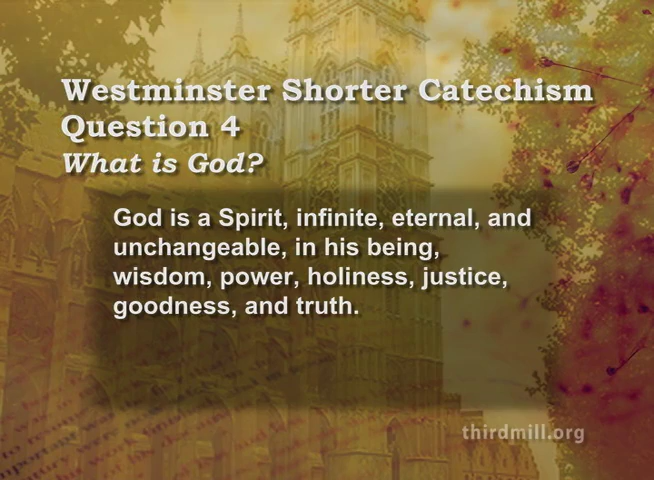 Westminster Shorter Catechism
Question 4
What is God?
God is a Spirit, infinite, eternal, and
unchangeable, in his being,
wisdom, power, holiness, justice,
goodness, and truth.
thirdmill.org